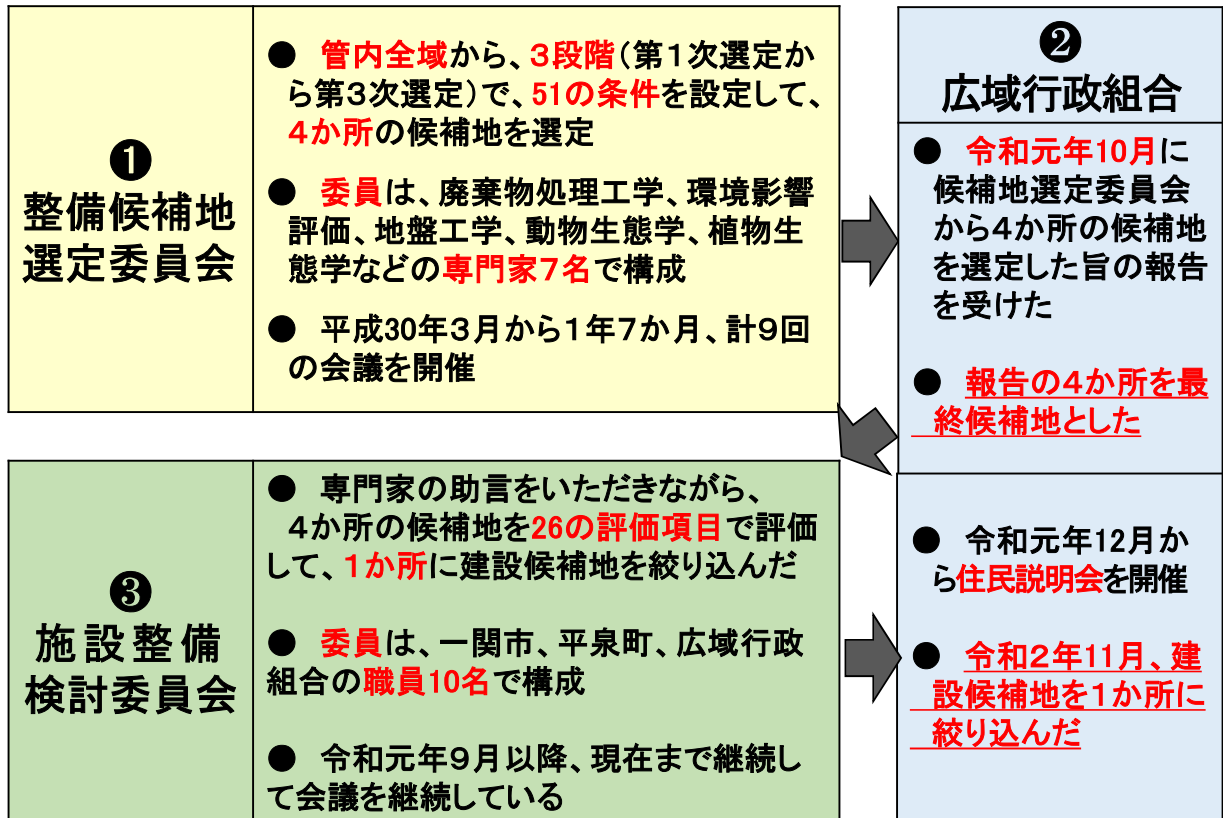 ❶
整備候補地
選定委員会
● 管内全域から、３段階（第１次選定か
ら第３次選定）で、51の条件を設定して、
４か所の候補地を選定
● 委員は、廃棄物処理工学、環境影響
評価、地盤工学、動物生態学、植物生
態学などの専門家７名で構成
● 平成30年３月から１年７か月、計９回
の会議を開催
❷
広域行政組合
● 令和元年10月に
候補地選定委員会
から４か所の候補地
を選定した旨の報告
を受けた
● 報告の４か所を最
終候補地とした
❸
施設整備
検討委員会
● 専門家の助言をいただきながら、
４か所の候補地を26の評価項目で評価
して、１か所に建設候補地を絞り込んだ
● 委員は、一関市、平泉町、広域行政
組合の職員10名で構成
● 令和元年９月以降、現在まで継続し
て会議を継続している
● 令和元年12月か
ら住民説明会を開催
● 令和２年11月、建
設候補地を１か所に
絞り込んだ